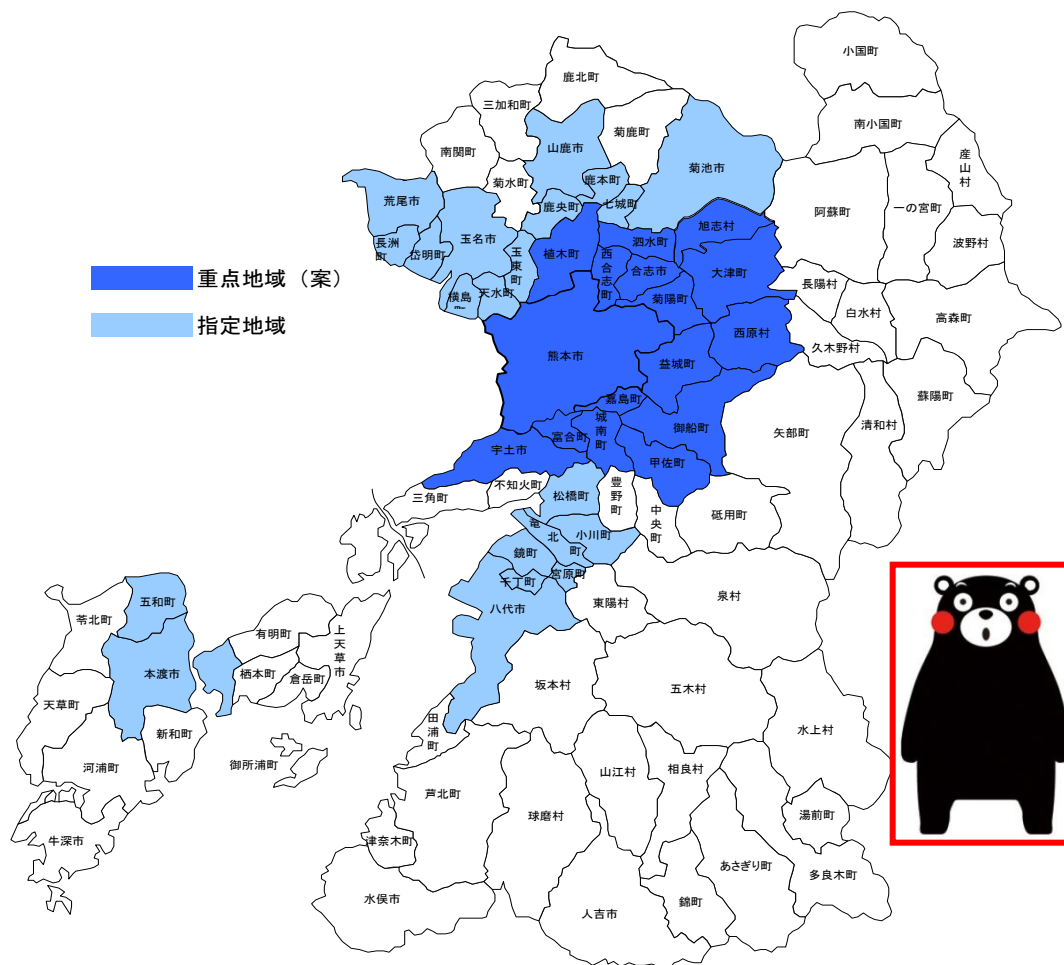 小国町
鹿北町
三加和町
南小国町
菊鹿町
南関町
山鹿市
産山村
菊池市
菊水町
鹿本町
荒尾市
七城町
鹿央町
阿蘇町
一の宮町
旭志村
泗水町
長洲町
岱明町
玉名市
玉東町
植木町
西合志町
合志市
大津町
波野村
重点地域（案）
長陽村
横島町
天水町
菊陽町
白水村
高森町
指定地域
西原村
久木野村
熊本市
益城町
蘇陽町
嘉島町
城南町
御船町
矢部町
清和村
宇土市
富合町
甲佐町
不知火町
三角町
松橋町
豊野町
中央町
砥用町
竜北町
小川町
鏡町
宮原町
千丁町
五和町
八代市
東陽村
泉村
苓北町
有明町
上天草市
本渡市
栖本町
倉岳町
坂本村
五木村
天草町
田浦町
新和町
水上村
河浦町
御所浦町
山江村
相良村
芦北町
球磨村
湯前町
牛深市
津奈木町
あさぎり町
多良木町
水俣市
人吉市
錦町